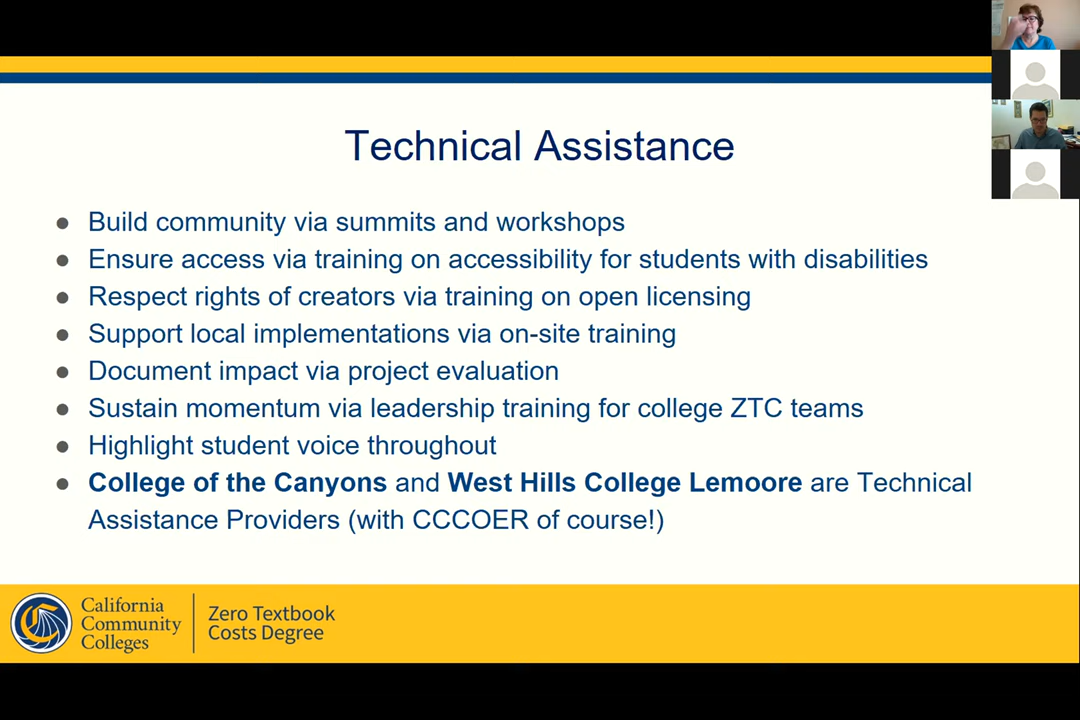 Technical Assistance
● Build community via summits and workshops
● Ensure access via training on accessibility for students with disabilities
● Respect rights of creators via training on open licensing
● Support local implementations via on-site training
● Document impact via project evaluation
● Sustain momentum via leadership training for college ZTC teams
● Highlight student voice throughout
● College of the Canyons and West Hills College Lemoore are Technical
Assistance Providers (with CCCOER of course!)
California
Community
Colleges
Zero Textbook
Costs Degree